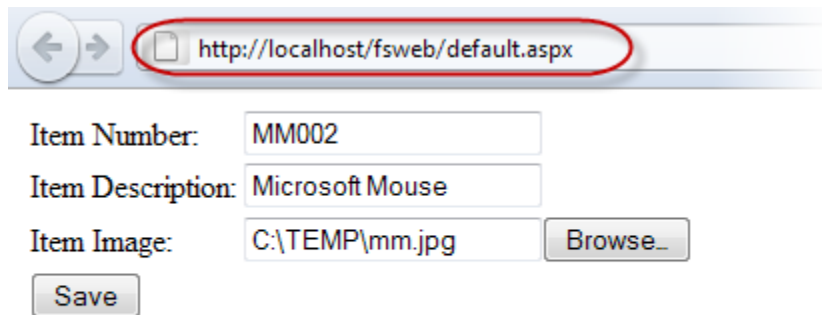 http://localhost/fsweb/default.aspx
Item Number: MM002
Item Description: Microsoft Mouse
Item Image: C:\TEMP\mm.jpg Browse...
Save